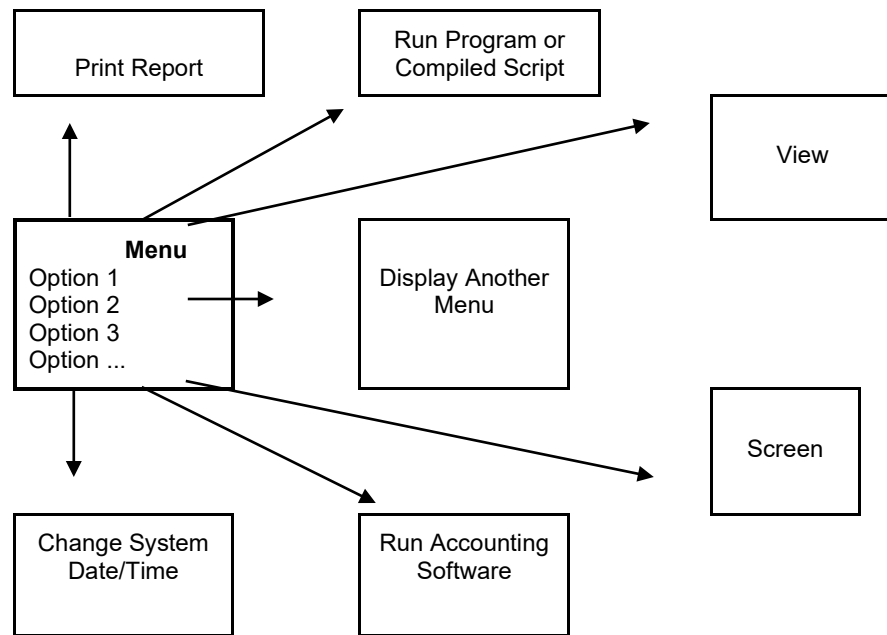 Print Report
Run Program or
Compiled Script
View
Menu
Option 1
Option 2
Option 3
Option ...
Display Another
Menu
Screen
Change System
Date/Time
Run Accounting
Software